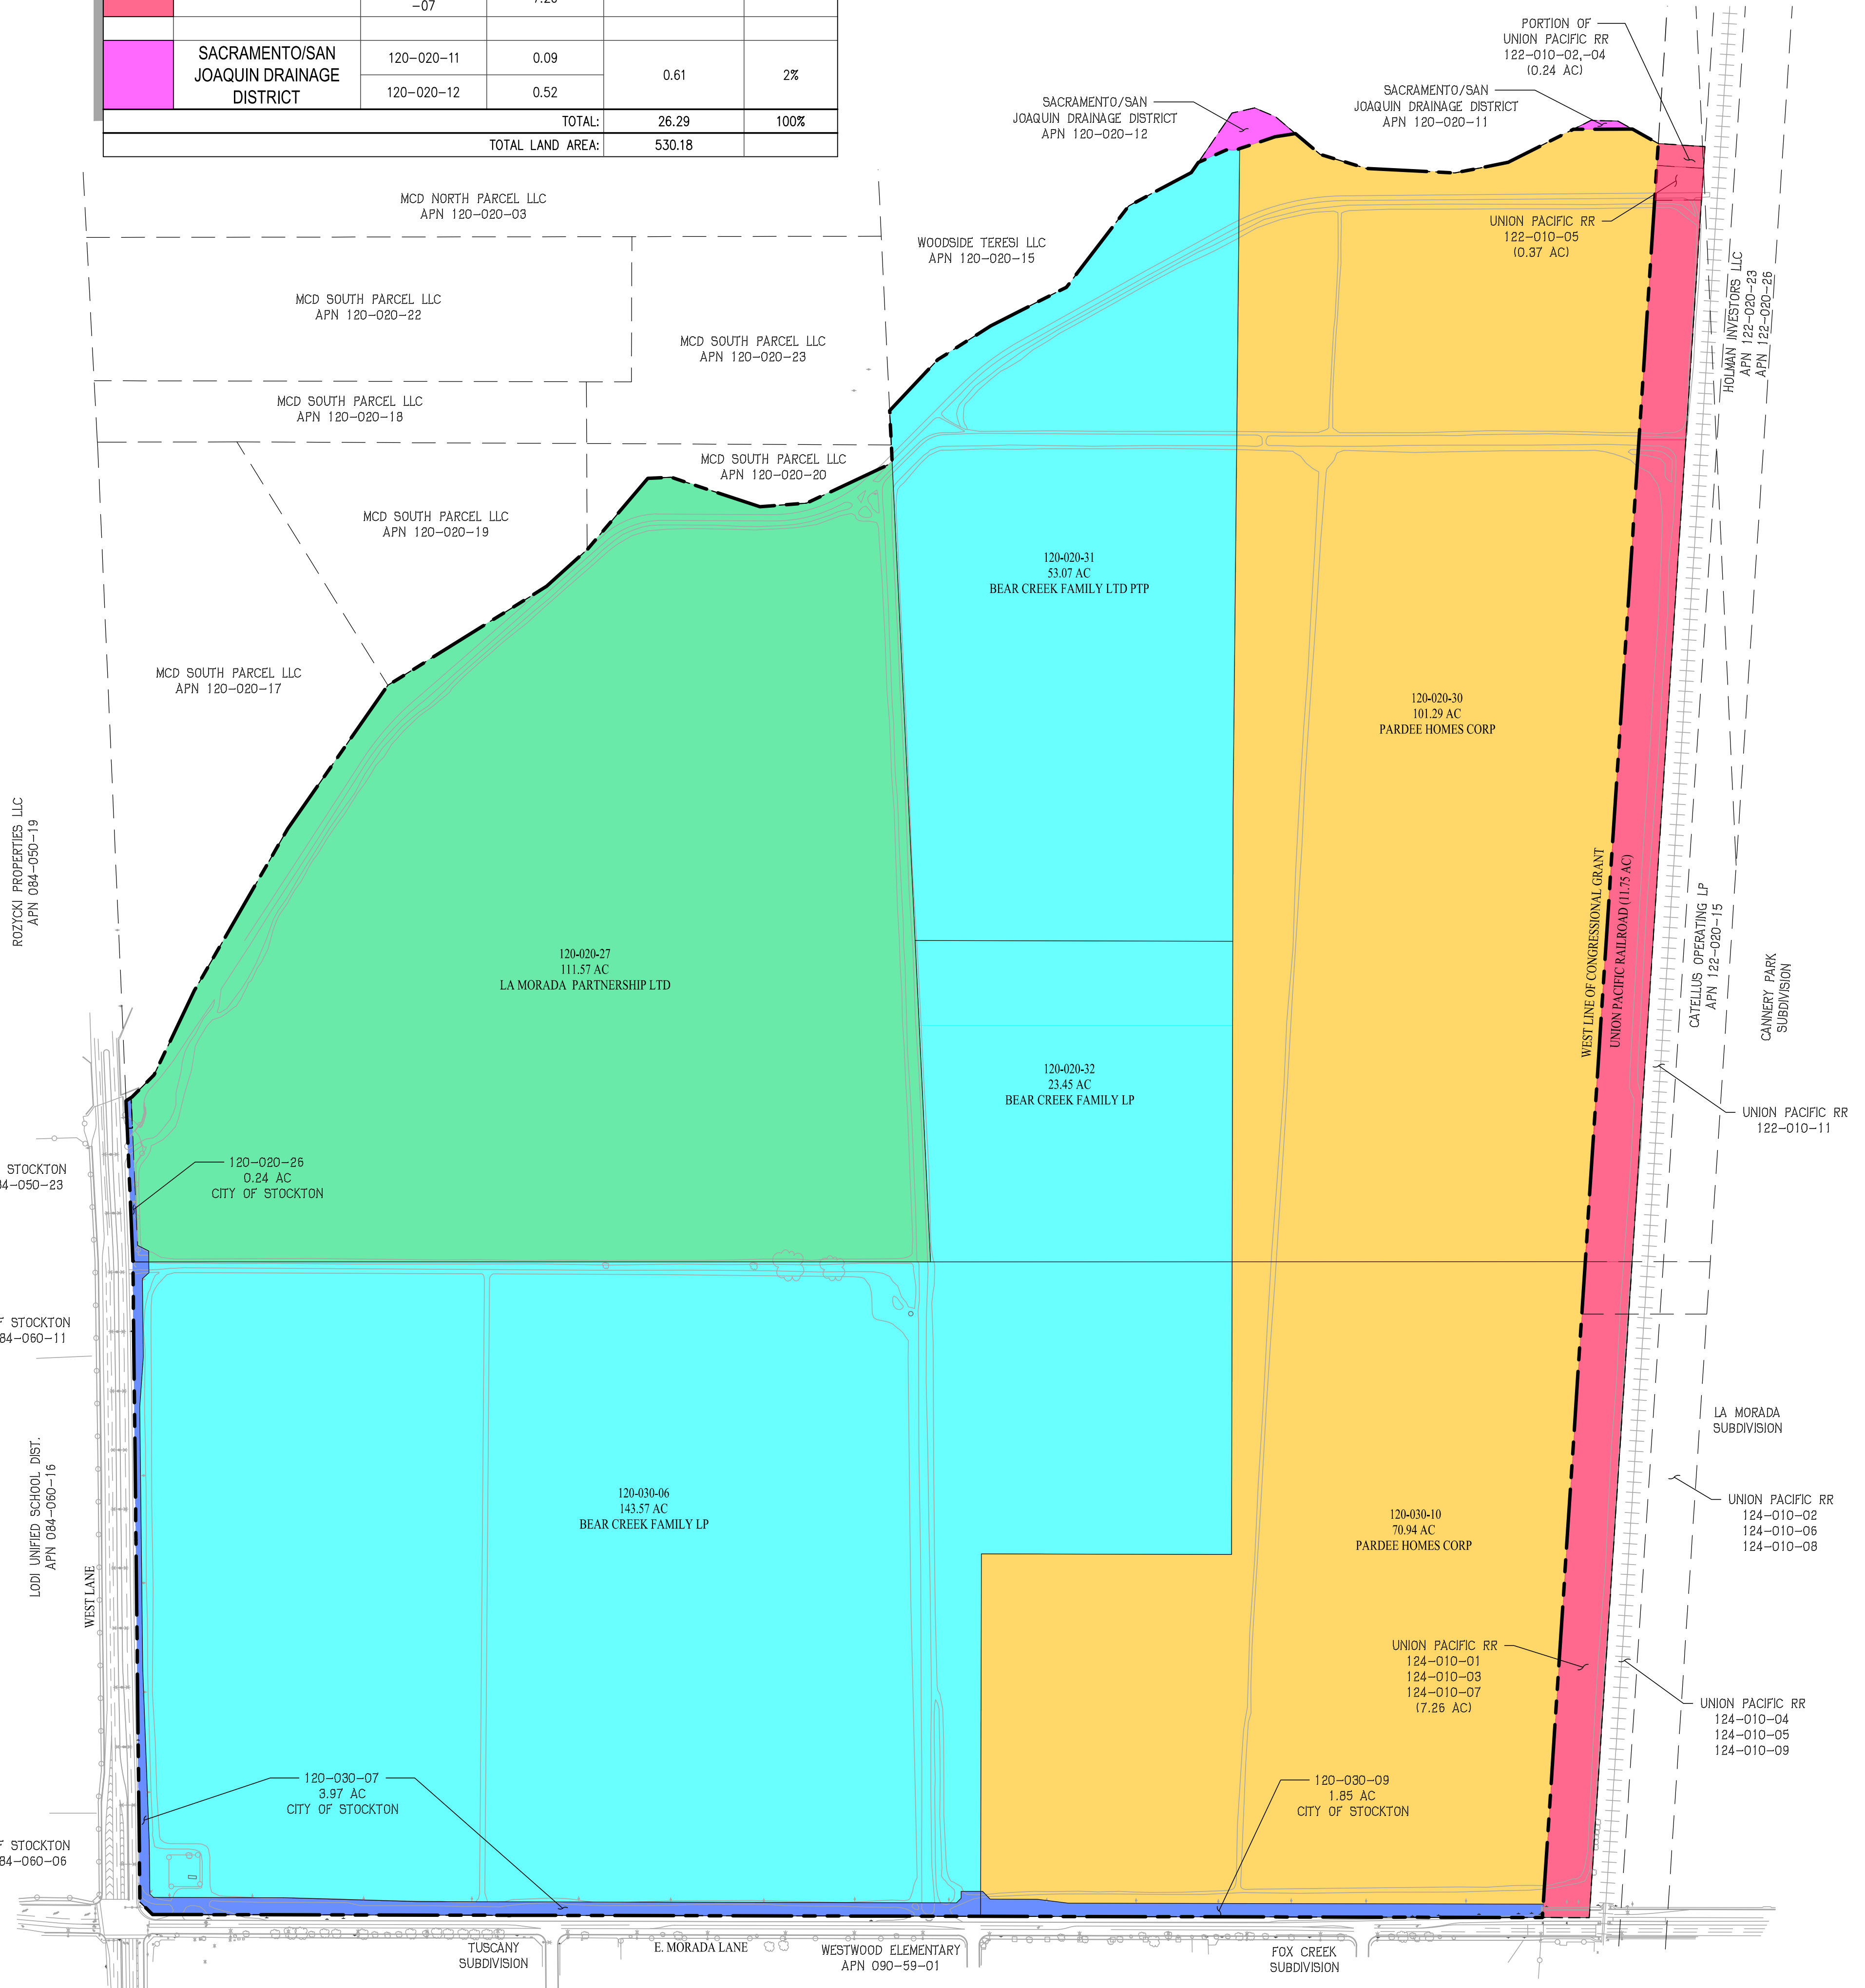 -07
SACRAMENTO/SAN
JOAQUIN DRAINAGE
DISTRICT
120-020-11
0.09
120-020-12
0.52
0.61
2%
TOTAL:
26.29
100%
TOTAL LAND AREA:
530.18
PORTION OF
UNION PACIFIC RR
122-010-02,-04
(0.24 AC)
SACRAMENTO/SAN
JOAQUIN DRAINAGE DISTRICT
APN 120-020-12
SACRAMENTO/SAN
JOAQUIN DRAINAGE DISTRICT
APN 120-020-11
MCD NORTH PARCEL LLC
APN 120-020-03
WOODSIDE TERESI LLC
APN 120-020-15
UNION PACIFIC RR
122-010-05
(0.37 AC)
HOLMAN INVESTORS LLC
APN 122-020-23
APN 122-020-26
MCD SOUTH PARCEL LLC
APN 120-020-22
MCD SOUTH PARCEL LLC
APN 120-020-23
MCD SOUTH PARCEL LLC
APN 120-020-18
MCD SOUTH PARCEL LLC
APN 120-020-20
MCD SOUTH PARCEL LLC
APN 120-020-19
120-020-31
53.07 AC
BEAR CREEK FAMILY LTD PTP
MCD SOUTH PARCEL LLC
APN 120-020-17
120-020-30
101.29 AC
PARDEE HOMES CORP
ROZYCKI PROPERTIES LLC
APN 084-050-19
WEST LINE OF CONGRESSIONAL GRANT
UNION PACIFIC RAILROAD (11.75 AC)
CATELLUS OPERATING LP
APN 122-020-15
CANNERY PARK
SUBDIVISION
120-020-27
111.57 AC
LA MORADA PARTNERSHIP LTD
120-020-32
23.45 AC
BEAR CREEK FAMILY LP
UNION PACIFIC RR
122-010-11
STOCKTON
4-050-23
120-020-26
0.24 AC
CITY OF STOCKTON
F STOCKTON
84-060-11
LA MORADA
SUBDIVISION
LODI UNIFIED SCHOOL DIST.
APN 084-060-16
WEST LANE
120-030-06
143.57 AC
BEAR CREEK FAMILY LP
120-030-10
70.94 AC
PARDEE HOMES CORP
UNION PACIFIC RR
124-010-02
124-010-06
124-010-08
UNION PACIFIC RR
124-010-01
124-010-03
124-010-07
(7.26 AC)
UNION PACIFIC RR
124-010-04
124-010-05
124-010-09
120-030-07
3.97 AC
CITY OF STOCKTON
120-030-09
1.85 AC
CITY OF STOCKTON
F STOCKTON
84-060-06
TUSCANY
SUBDIVISION
E. MORADA LANE
WESTWOOD ELEMENTARY
APN 090-59-01
FOX CREEK
SUBDIVISION